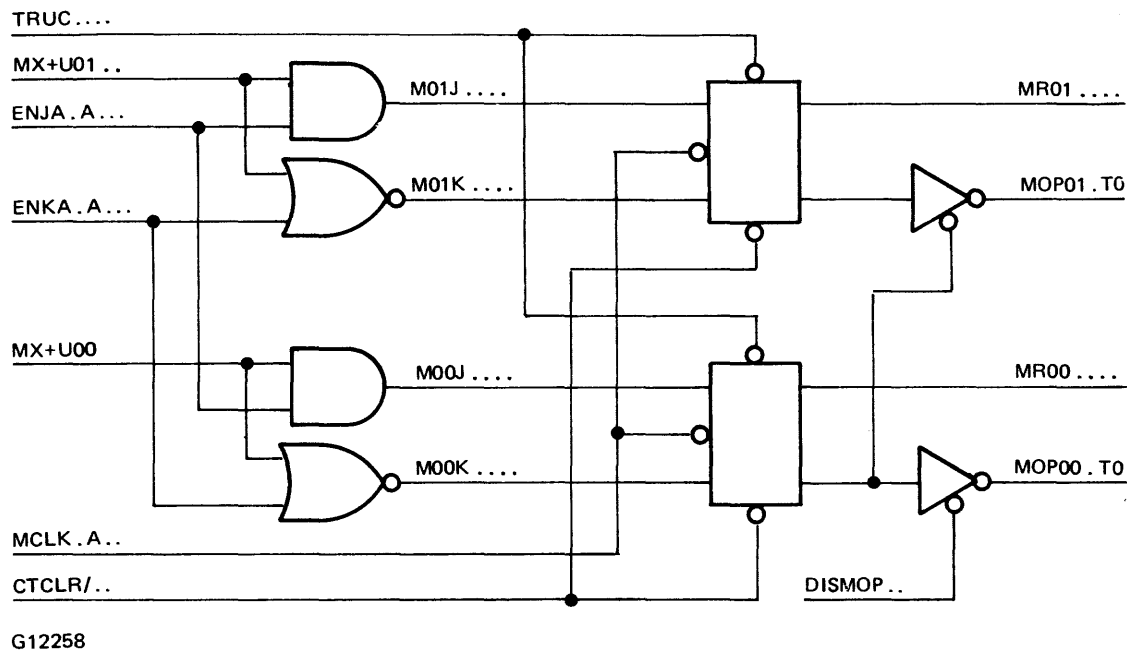 TRUC....
MX+U01..
M01J....
MR01....
ENJA.A...
M01K....
MOP01.T0
ENKA.A...
MX+U00
M00J....
MR00....
M00K....
MOP00.T0
MCLK.A..
CTCLR/..
DISMOP..
G12258